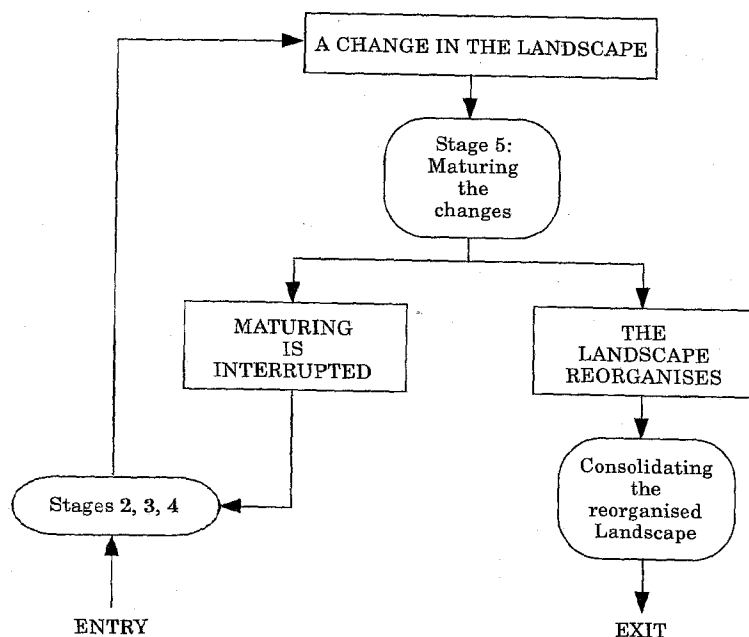 A CHANGE IN THE LANDSCAPE
Stage 5:
Maturing
the
changes
MATURING
IS
INTERRUPTED
THE
LANDSCAPE
REORGANISES
Stages 2, 3, 4
Consolidating
the
reorganised
Landscape
ENTRY
EXIT